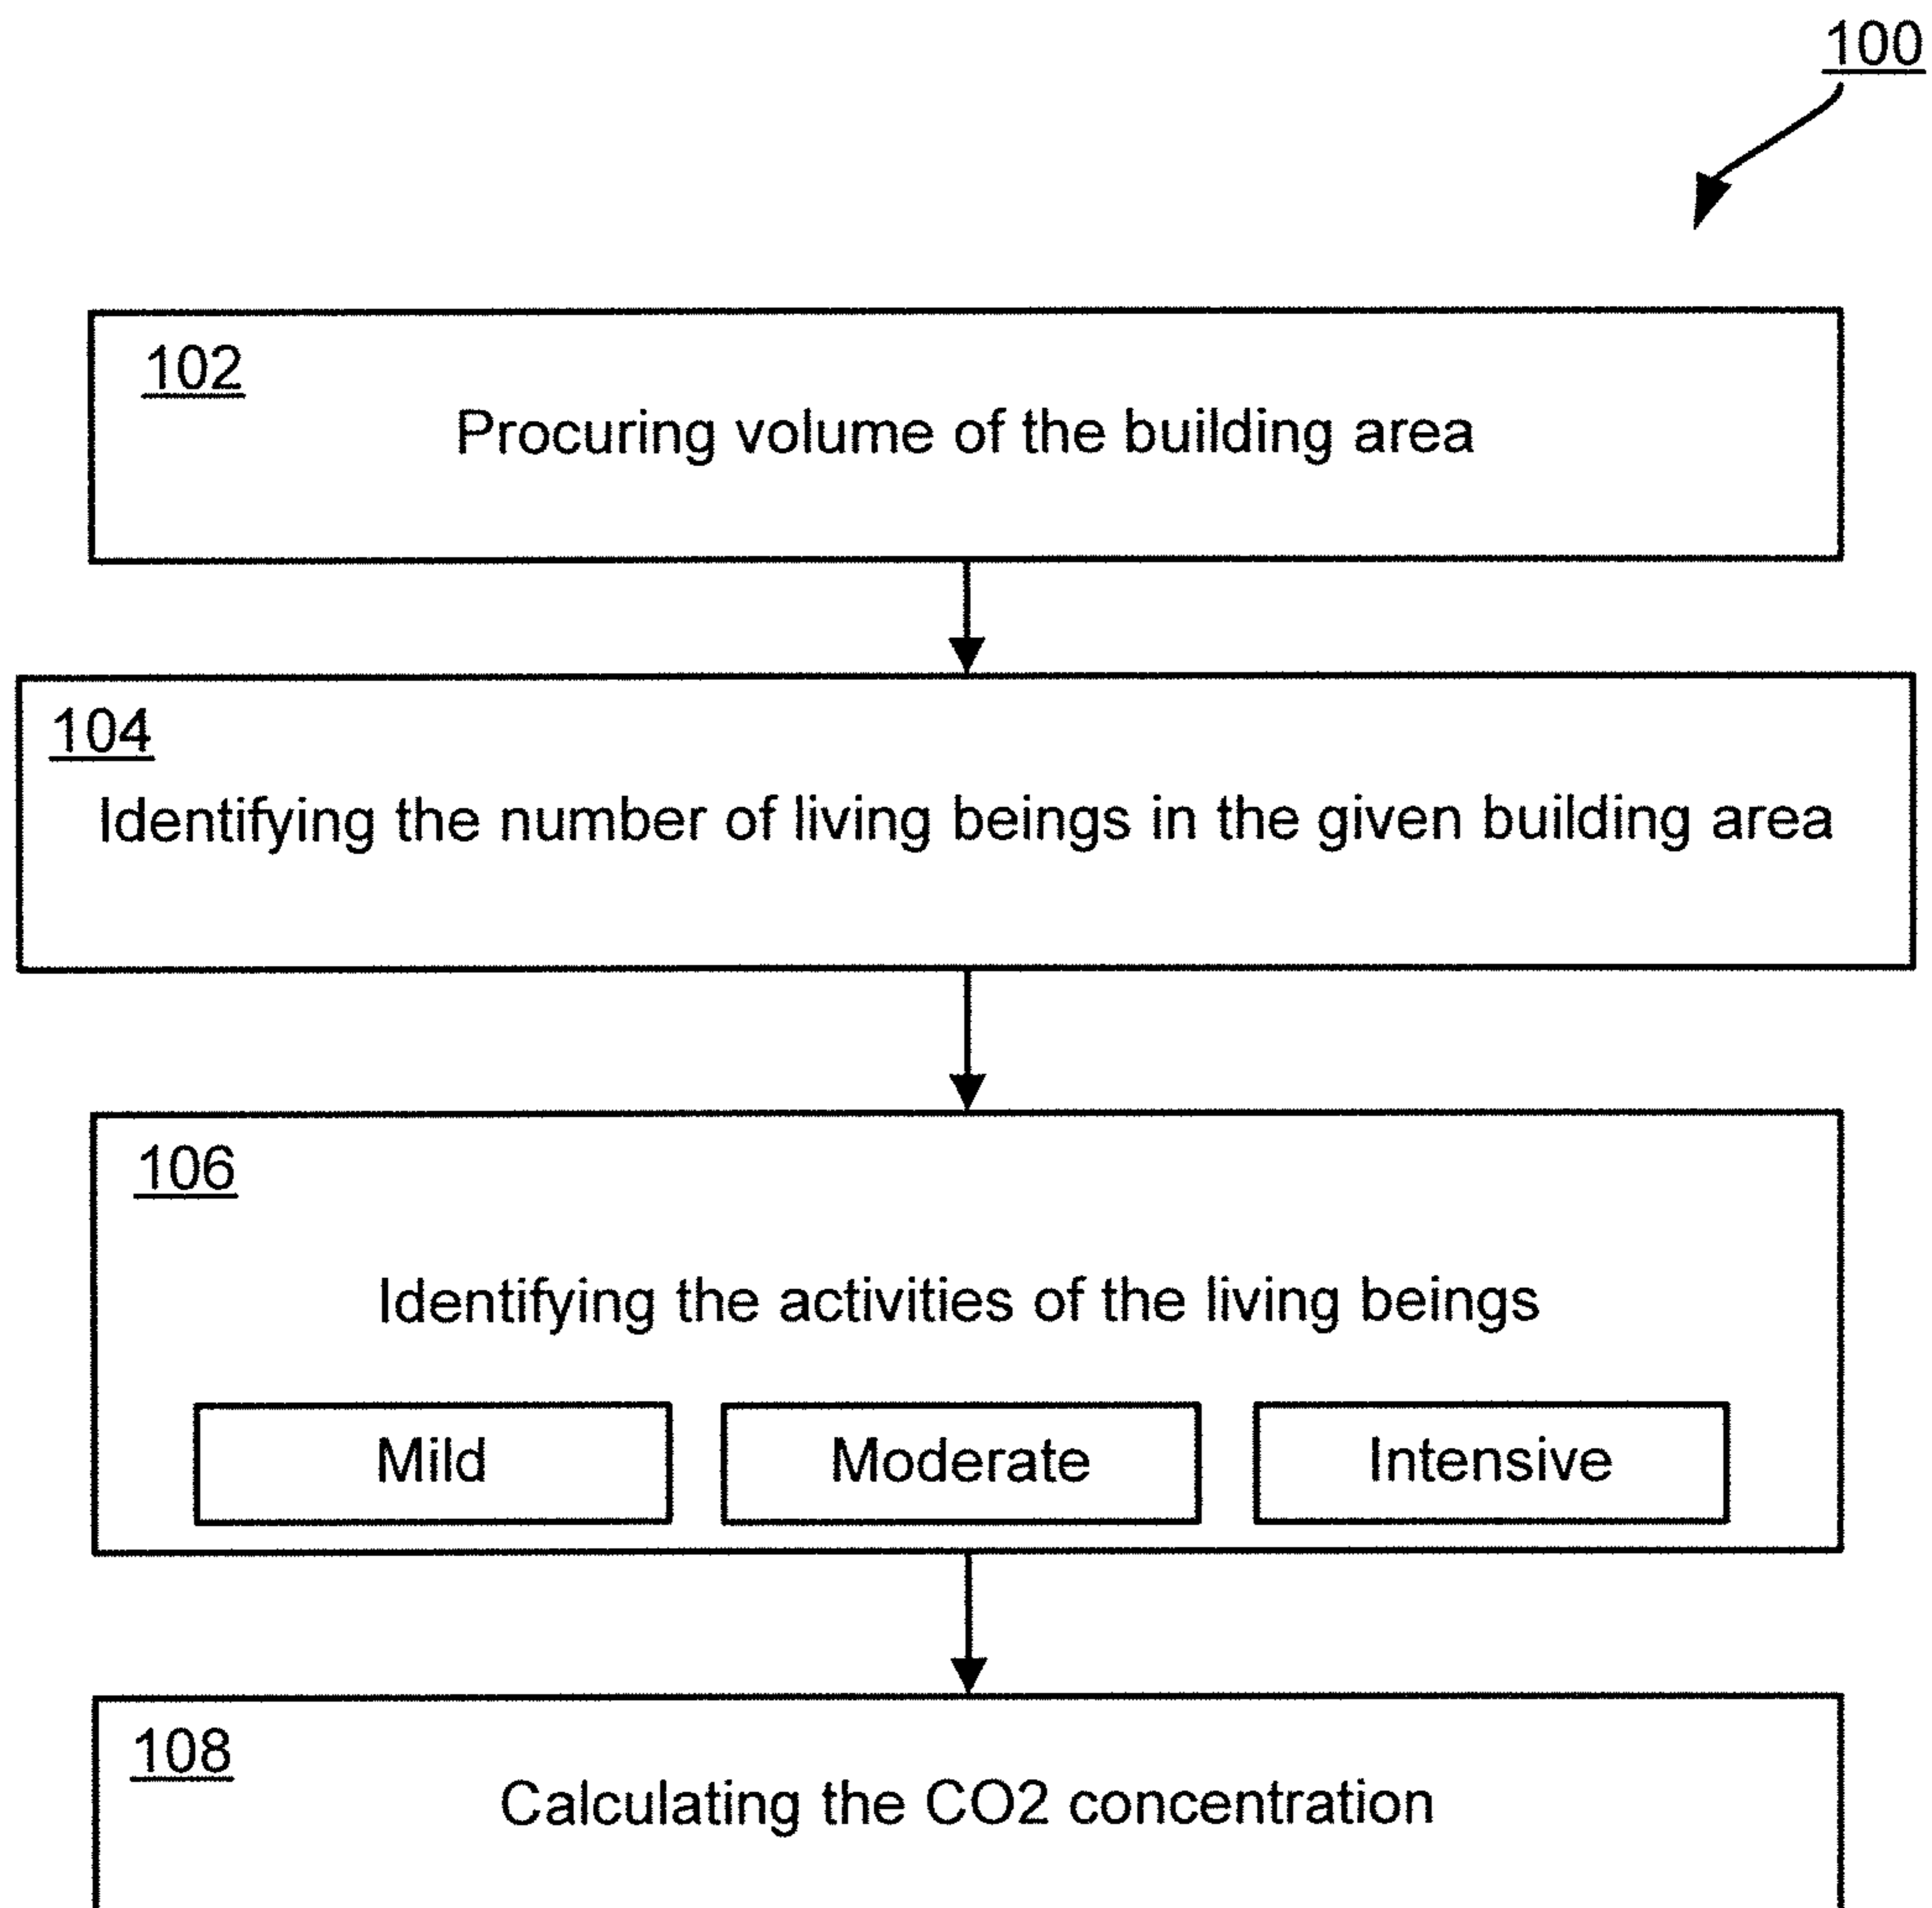 100
102
Procuring volume of the building area
104
Identifying the number of living beings in the given building area
106
Identifying the activities of the living beings
Mild Moderate Intensive
108
Calculating the CO2 concentration